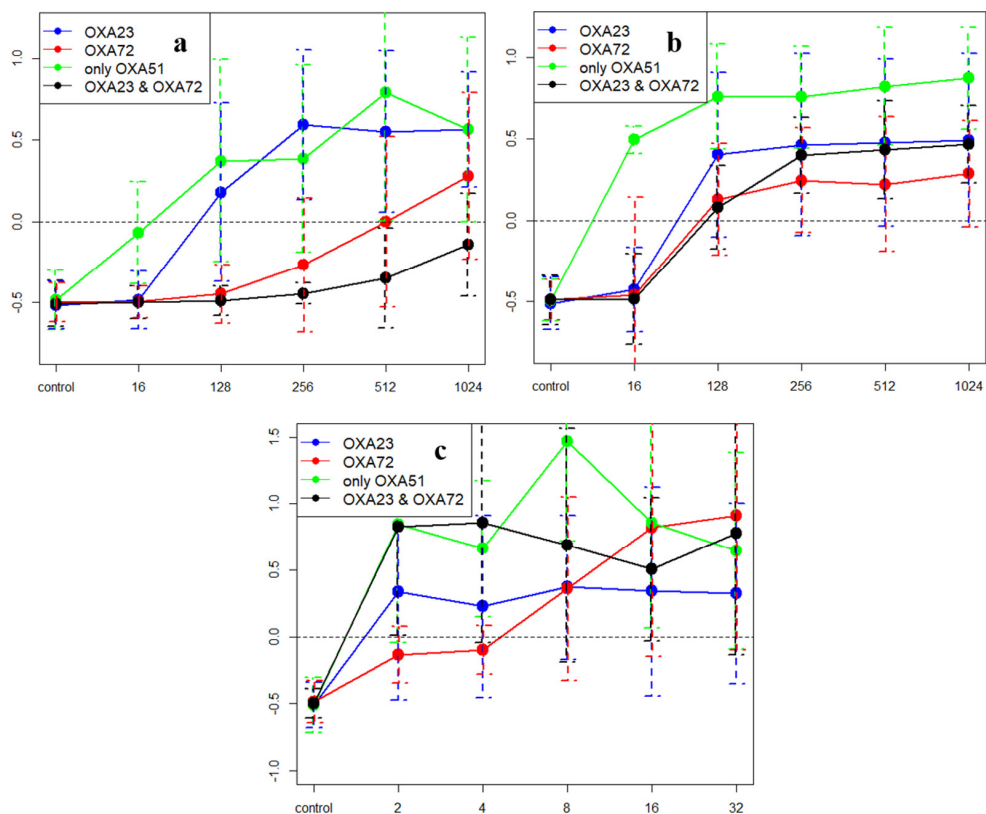 a
OXA23
OXA72
only OXA51
OXA23 & OXA72
1.0
0.5
0.0
-0.5
control 16 128 256 512 1024
b
OXA23
OXA72
only OXA51
OXA23 & OXA72
1.0
0.5
0.0
-0.5
control 16 128 256 512 1024
c
OXA23
OXA72
only OXA51
OXA23 & OXA72
1.5
1.0
0.5
0.0
-0.5
-1.0
control 2 4 8 16 32